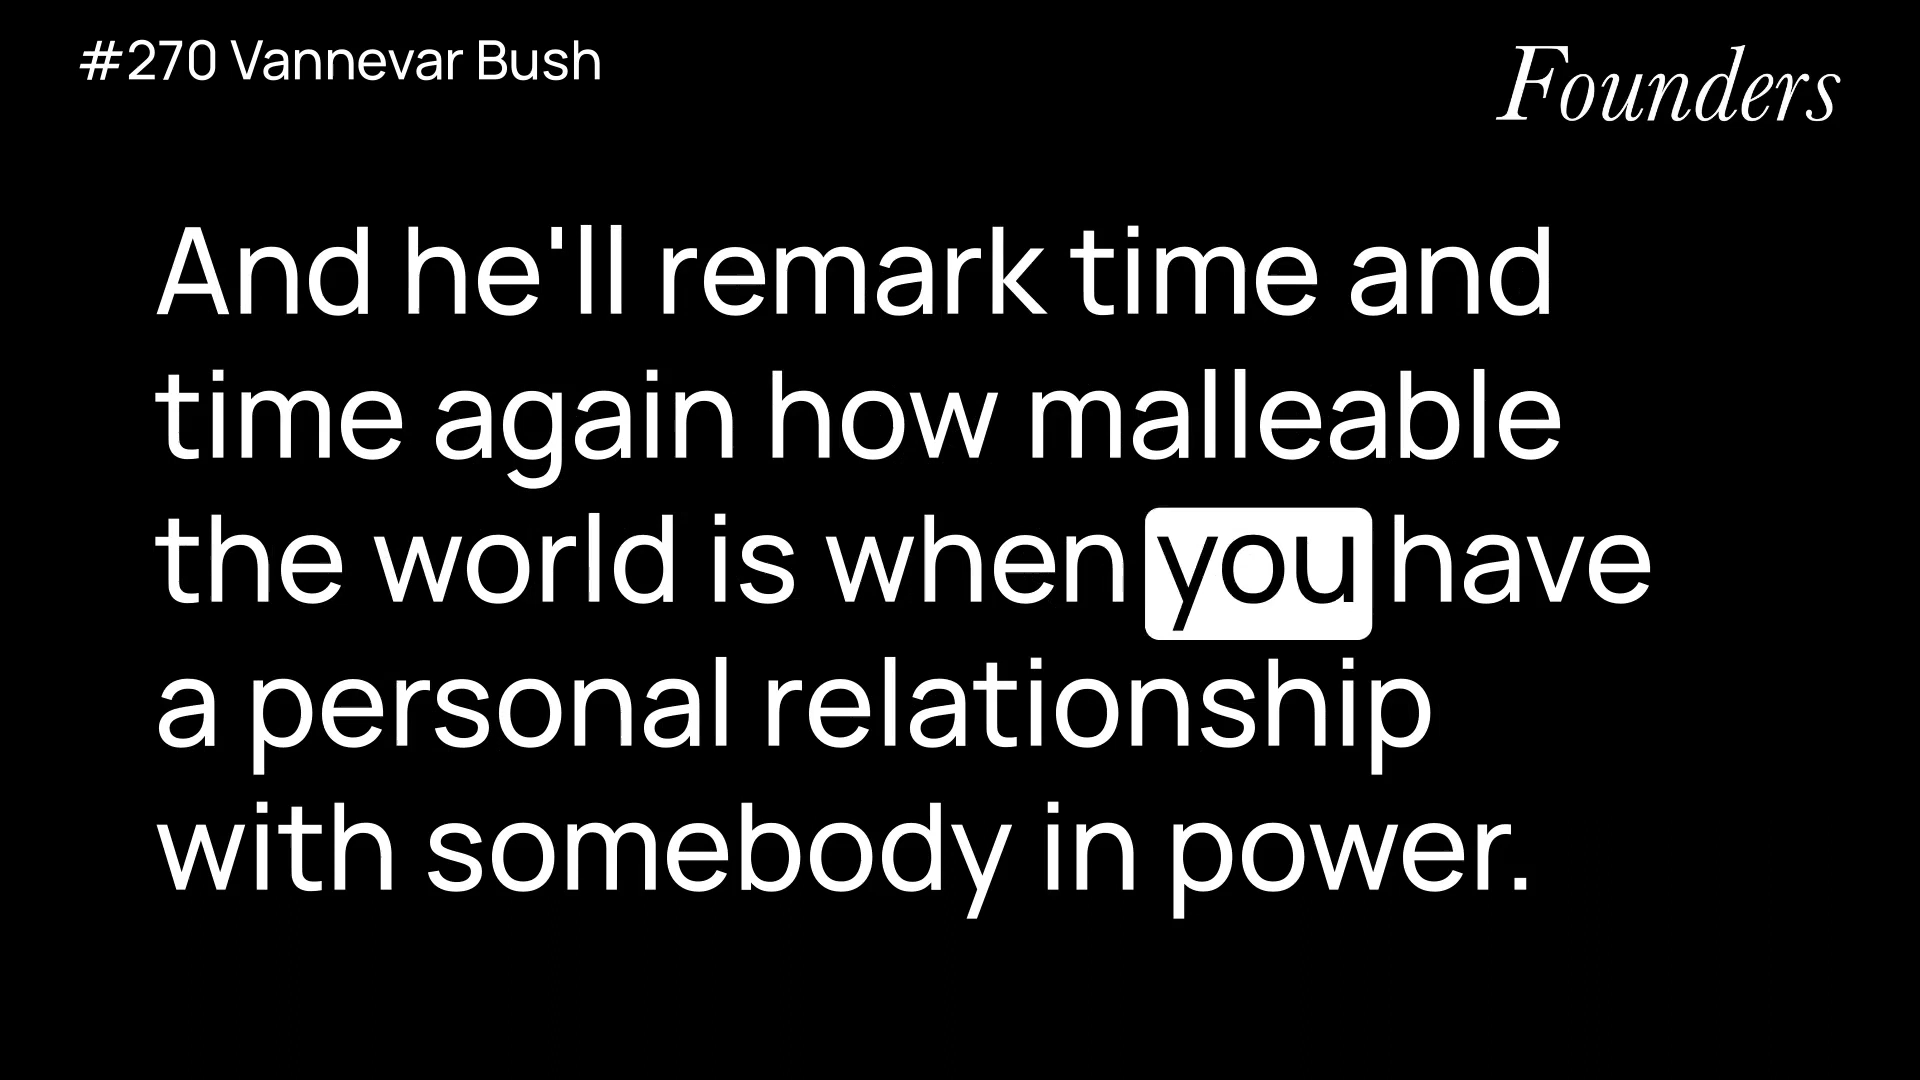 #270 Vannevar Bush
Founders
And he'll remark time and
time again how malleable
the world is when you have
a personal relationship
with somebody in power.